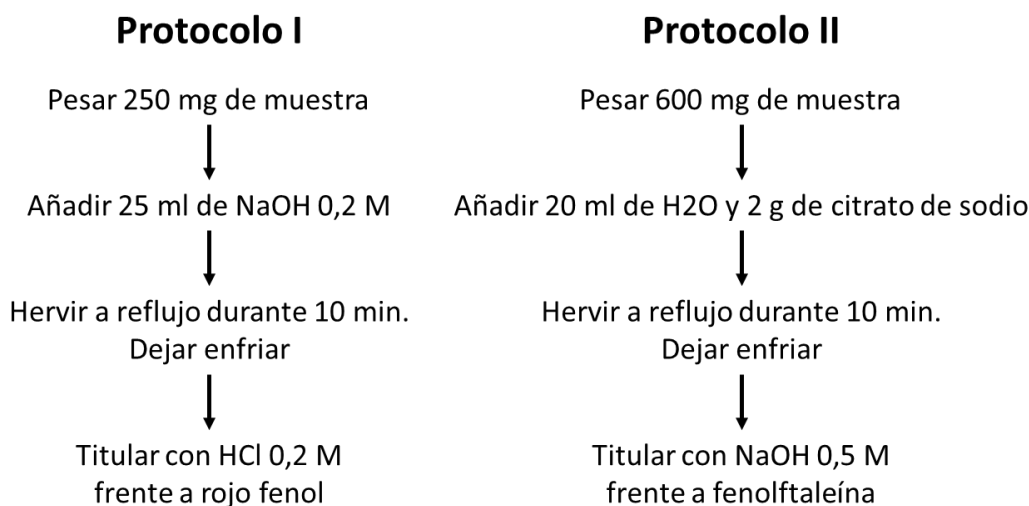 Protocolo I
Pesar 250 mg de muestra
Añadir 25 ml de NaOH 0,2 M
Hervir a reflujo durante 10 min.
Dejar enfriar
Titular con HCl 0,2 M
frente a rojo fenol
Protocolo II
Pesar 600 mg de muestra
Añadir 20 ml de H2O y 2 g de citrato de sodio
Hervir a reflujo durante 10 min.
Dejar enfriar
Titular con NaOH 0,5 M
frente a fenolftaleína